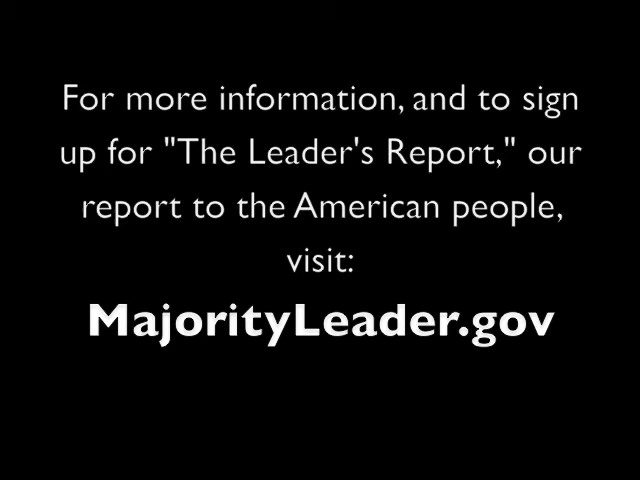 For more information, and to sign
up for "The Leader's Report," our
report to the American people,
visit:
MajorityLeader.gov